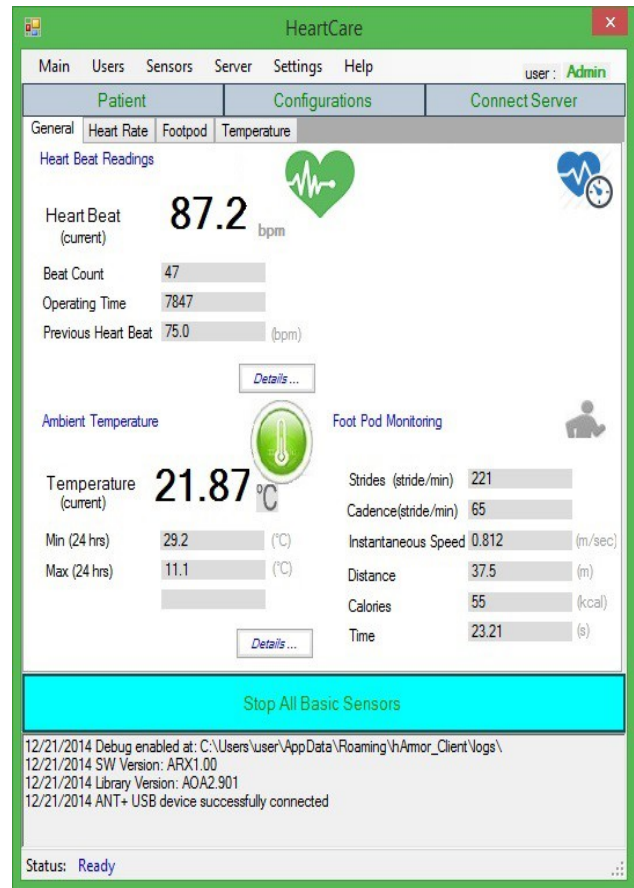 HeartCare
x
Main Users Sensors Server Settings Help
user : Admin
Patient Configurations Connect Server
General Heart Rate Footpod Temperature
Heart Beat Readings
Heart Beat 87.2 bpm
(current)
Beat Count 47
Operating Time 7847
Previous Heart Beat 75.0 (bpm)
Details ...
Ambient Temperature
Temperature 21.87 °C
(current)
Min (24 hrs) 29.2 (°C)
Max (24 hrs) 11.1 (°C)
Details ...
Foot Pod Monitoring
Strides (stride/min) 221
Cadence(stride/min) 65
Instantaneous Speed 0.812 (m/sec)
Distance 37.5 (m)
Calories 55 (kcal)
Time 23.21 (s)
Stop All Basic Sensors
12/21/2014 Debug enabled at: C:\Users\user\AppData\Roaming\hArmor_Client\logs\
12/21/2014 SW Version: ARX1.00
12/21/2014 Library Version: AOA2.901
12/21/2014 ANT+ USB device successfully connected
Status: Ready